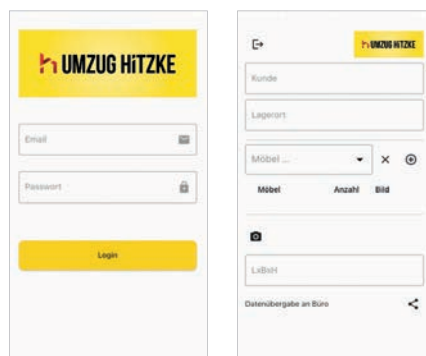 UMZUG HiTZKE
Email
Passwort
Login
UMZUG HiTZKE
Kunde
Lagerort
Möbel ...
Möbel Anzahl Bild
LxBxH
Datenübergabe an Büro